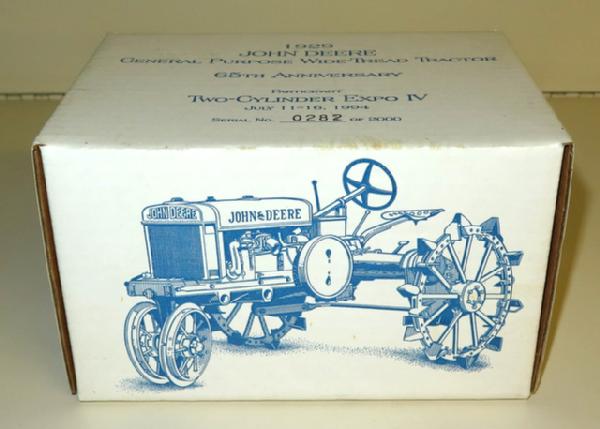 1929
JOHN DEERE
GENERAL PURPOSE WIDE-TREAD TRACTOR
65TH ANNIVERSARY
PARTICIPANT
TWO-CYLINDER EXPO IV
JULY 11-16, 1994
SERIAL NO. 0282 OF 2000
JOHN DEERE
JOHN DEERE